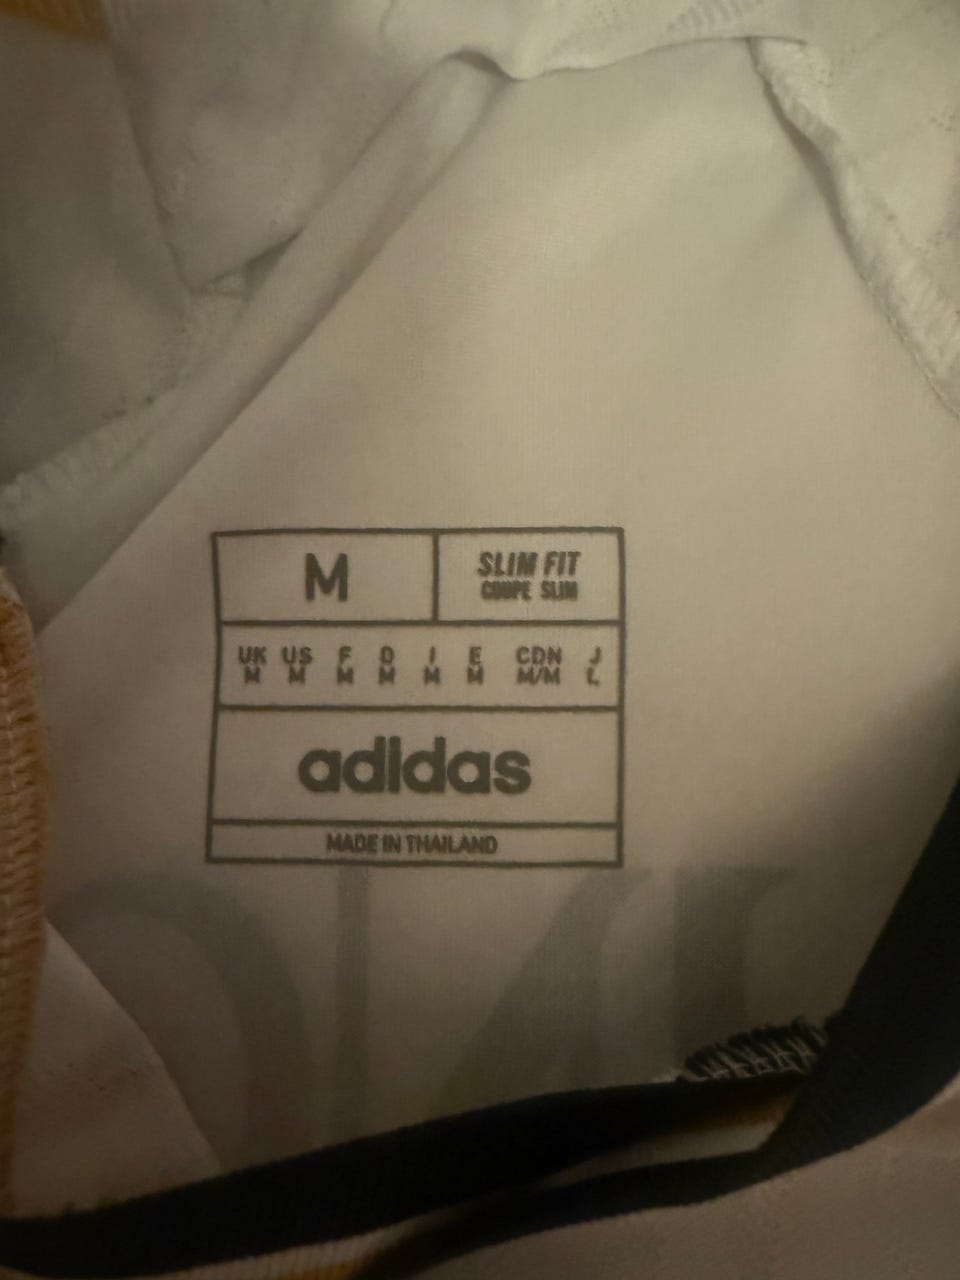 M
SLIM FIT
COUPE SLIM
UK US F D I E CDN J
M M M M M M M/M L
adidas
MADE IN THAILAND